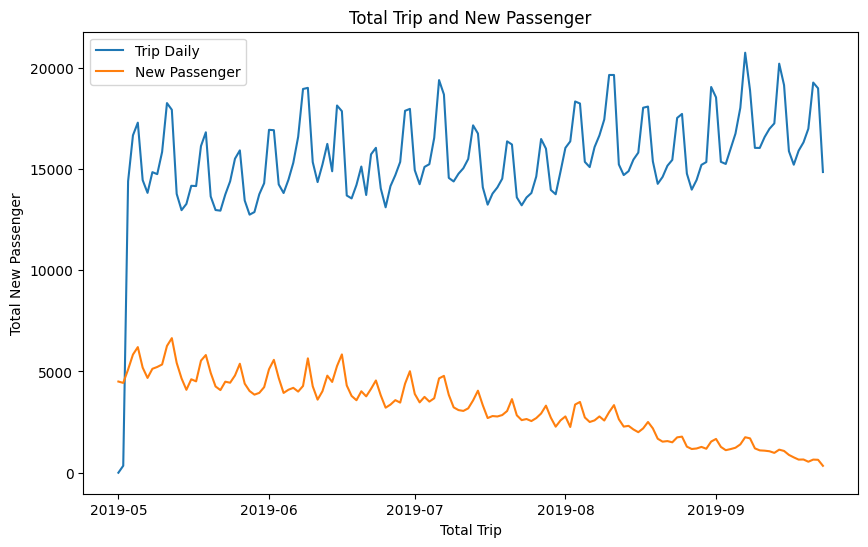 Total Trip and New Passenger
Trip Daily
New Passenger
Total New Passenger
20000
15000
10000
5000
0
2019-05
2019-06
2019-07
2019-08
2019-09
Total Trip